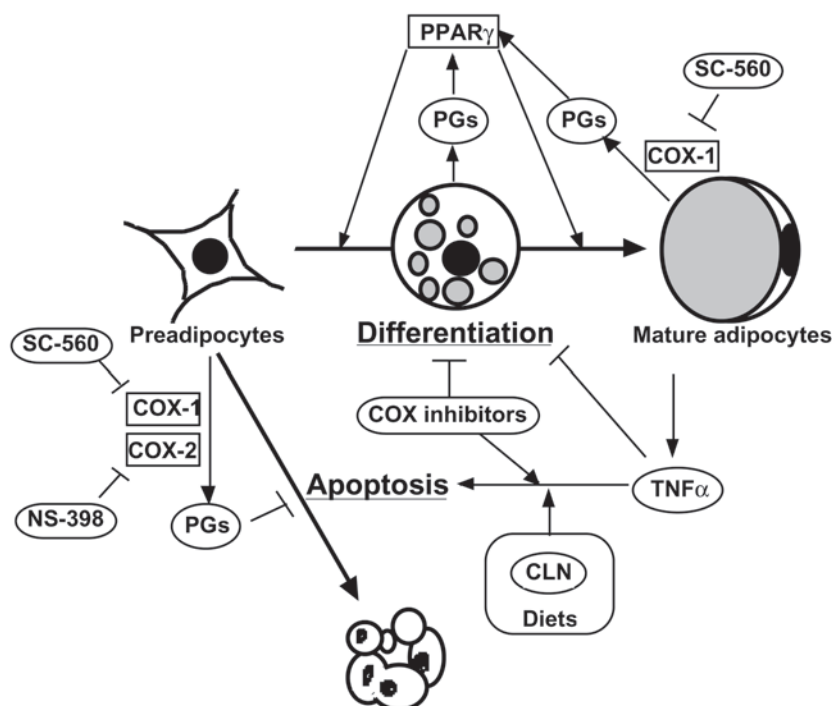 PPARγ
SC-560
PGs
PGs
COX-1
Preadipocytes
Differentiation
Mature adipocytes
SC-560
COX-1
COX inhibitors
COX-2
Apoptosis
TNFα
NS-398
PGs
CLN
Diets